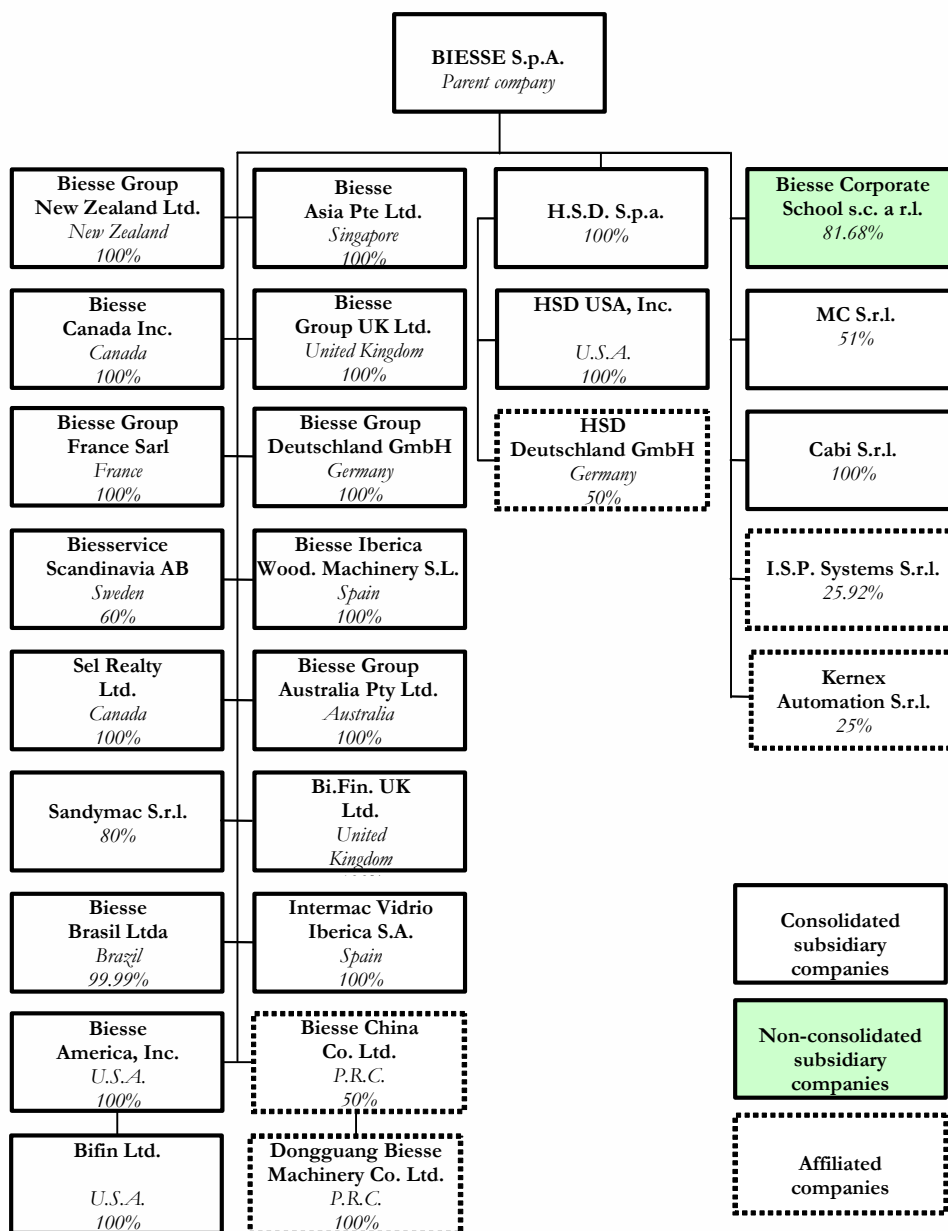 BIESSE S.p.A.
Parent company
Biesse Group
New Zealand Ltd.
New Zealand
100%
Biesse
Asia Pte Ltd.
Singapore
100%
H.S.D. S.p.a.
100%
Biesse Corporate
School s.c. a r.l.
81.68%
Biesse
Canada Inc.
Canada
100%
Biesse
Group UK Ltd.
United Kingdom
100%
HSD USA, Inc.
U.S.A.
100%
MC S.r.l.
51%
Biesse Group
France Sarl
France
100%
Biesse Group
Deutschland GmbH
Germany
100%
HSD
Deutschland GmbH
Germany
50%
Cabi S.r.l.
100%
Biesservice
Scandinavia AB
Sweden
60%
Biesse Iberica
Wood. Machinery S.L.
Spain
100%
I.S.P. Systems S.r.l.
25.92%
Sel Realty
Ltd.
Canada
100%
Biesse Group
Australia Pty Ltd.
Australia
100%
Kernex
Automation S.r.l.
25%
Sandymac S.r.l.
80%
Bi.Fin. UK
Ltd.
United
Kingdom
Biesse
Brasil Ltda
Brazil
99.99%
Intermac Vidrio
Iberica S.A.
Spain
100%
Consolidated
subsidiary
companies
Biesse
America, Inc.
U.S.A.
100%
Biesse China
Co. Ltd.
P.R.C.
50%
Non-consolidated
subsidiary
companies
Bifin Ltd.
U.S.A.
100%
Dongguang Biesse
Machinery Co. Ltd.
P.R.C.
100%
Affiliated
companies